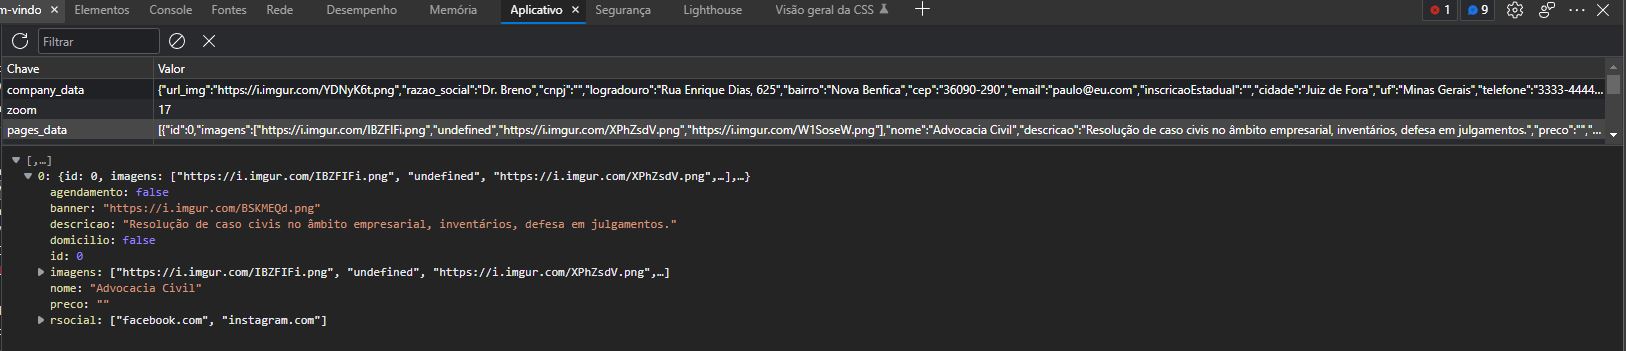 m-vindo Elementos Console Fontes Rede Desempenho Memória Aplicativo Segurança Lighthouse Visão geral da CSS 1 9
Filtrar
Chave Valor
company_data {"url_img":"https://i.imgur.com/YDNyK6t.png","razao_social":"Dr. Breno","cnpj":"","logradouro":"Rua Enrique Dias, 625","bairro":"Nova Benfica","cep":"36090-290","email":"paulo@eu.com","inscricaoEstadual":"","cidade":"Juiz de Fora","uf":"Minas Gerais","telefone":"3333-4444...
zoom 17
pages_data [{"id":0,"imagens":["https://i.imgur.com/IBZFIFi.png","undefined","https://i.imgur.com/XPhZsdV.png","https://i.imgur.com/W1SoseW.png"],"nome":"Advocacia Civil","descricao":"Resolução de caso civis no âmbito empresarial, inventários, defesa em julgamentos.","preco":"","...
[,…]
0: {id: 0, imagens: ["https://i.imgur.com/IBZFIFi.png", "undefined", "https://i.imgur.com/XPhZsdV.png",…],…}
agendamento: false
banner: "https://i.imgur.com/BSKMEQd.png"
descricao: "Resolução de caso civis no âmbito empresarial, inventários, defesa em julgamentos."
domicilio: false
id: 0
imagens: ["https://i.imgur.com/IBZFIFi.png", "undefined", "https://i.imgur.com/XPhZsdV.png",…]
nome: "Advocacia Civil"
preco: ""
rsocial: ["facebook.com", "instagram.com"]